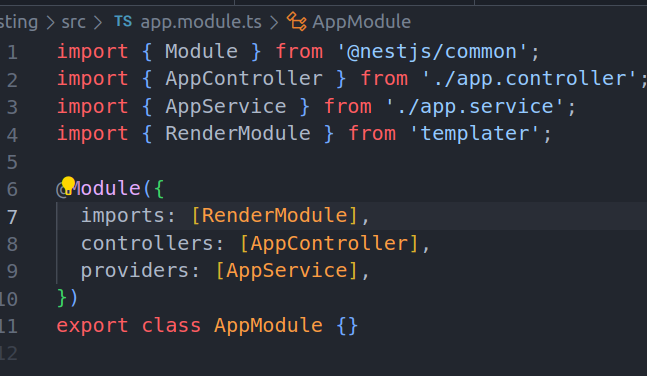 sting > src > TS app.module.ts > AppModule
1 import { Module } from '@nestjs/common';
2 import { AppController } from './app.controller';
3 import { AppService } from './app.service';
4 import { RenderModule } from 'templater';
5
6 @Module({
7 imports: [RenderModule],
8 controllers: [AppController],
9 providers: [AppService],
10 })
11 export class AppModule {}
12